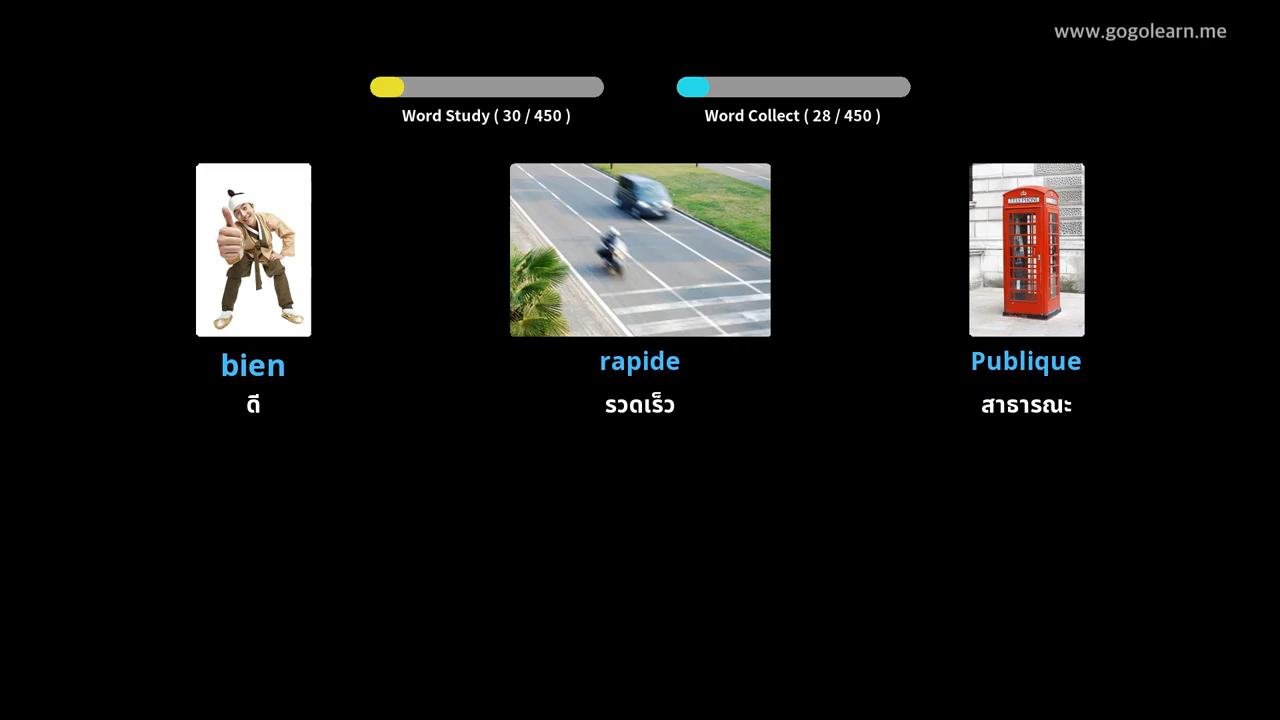 www.gogolearn.me
Word Study ( 30 / 450 )
Word Collect ( 28 / 450 )
TELEPHONE
bien
rapide
Publique
ดี
รวดเร็ว
สาธารณะ